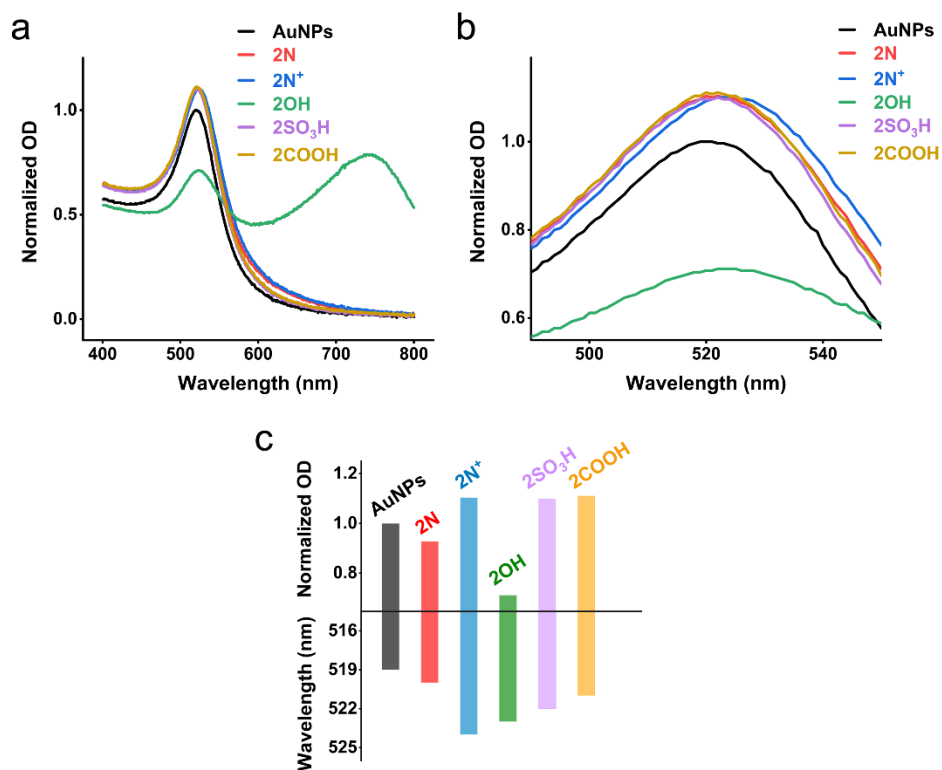 a
AuNPs
2N
2N⁺
2OH
2SO₃H
2COOH
Normalized OD
1.0
0.5
0.0
400
500
600
700
800
Wavelength (nm)
b
AuNPs
2N
2N⁺
2OH
2SO₃H
2COOH
Normalized OD
1.0
0.8
0.6
500
520
540
Wavelength (nm)
c
Normalized OD
1.2
1.0
0.8
Wavelength (nm)
516
519
522
525
AuNPs
2N
2N⁺
2OH
2SO₃H
2COOH